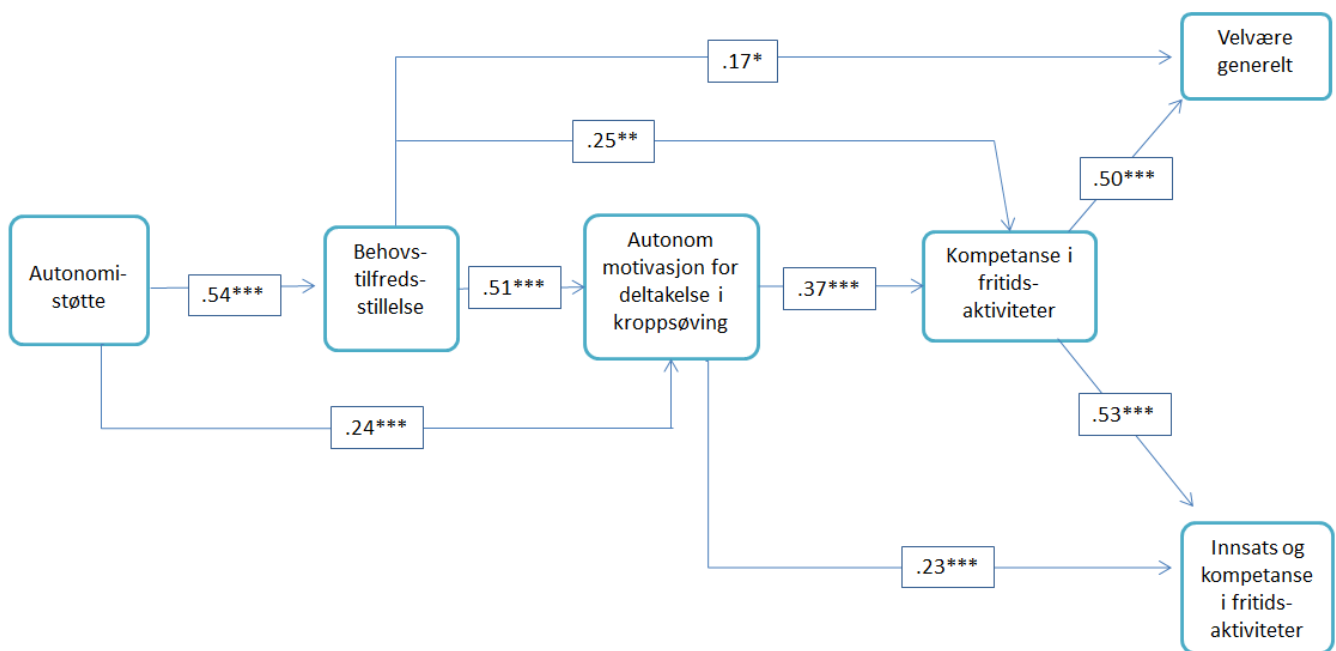 Velvære
generelt
.17*
.25**
.50***
Autonomi-
støtte
.54***
Behovs-
tilfreds-
stillelse
.51***
Autonom
motivasjon for
deltakelse i
kroppsøving
.37***
Kompetanse i
fritids-
aktiviteter
.24***
.53***
.23***
Innsats og
kompetanse
i fritids-
aktiviteter